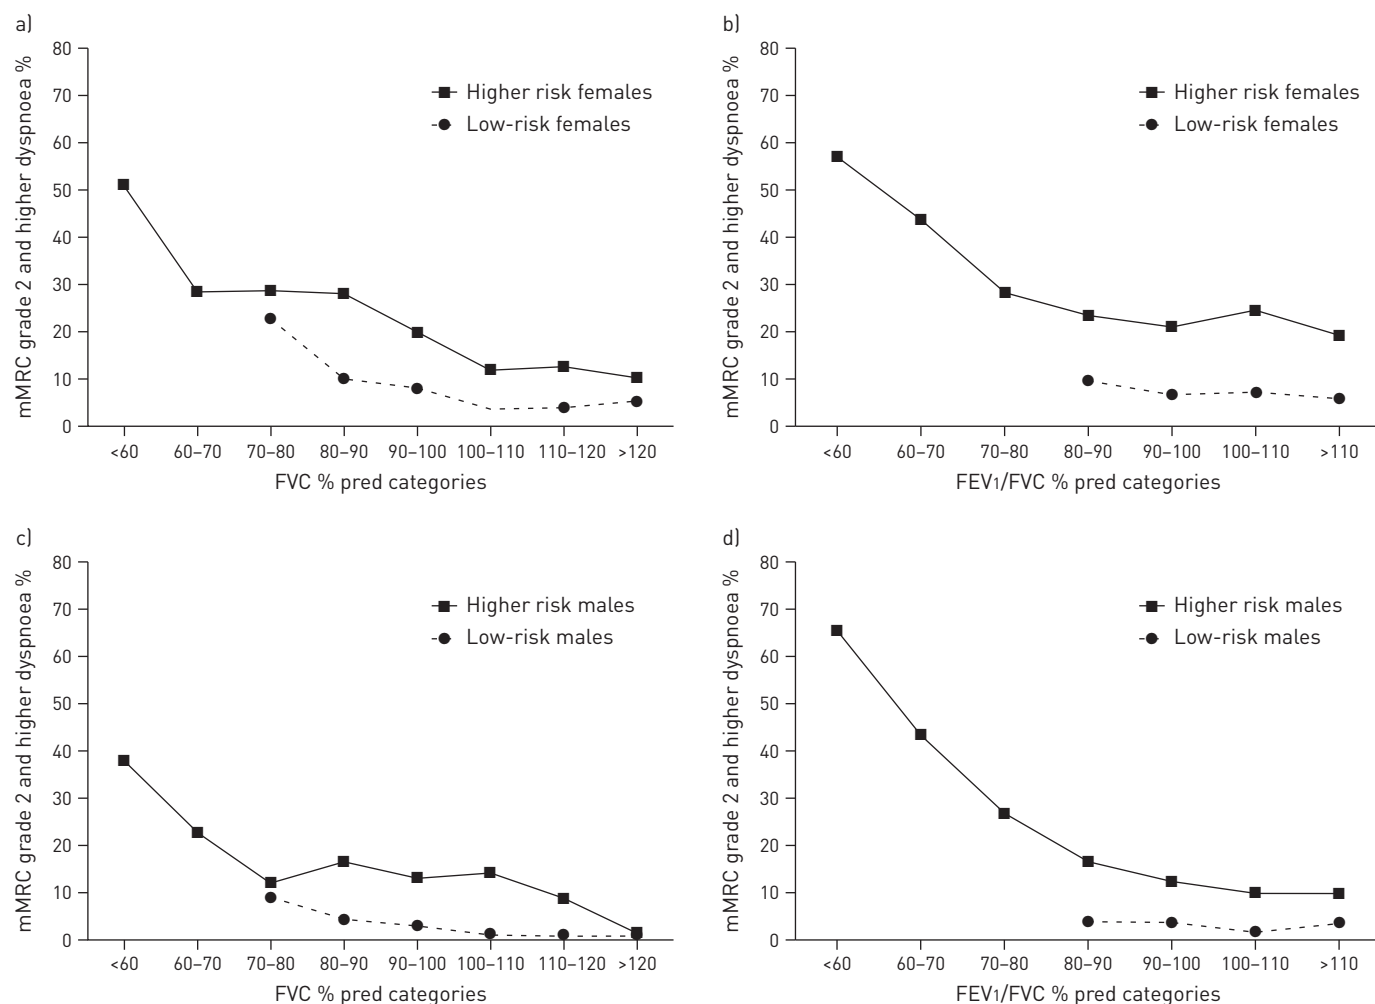 a)
mMRC grade 2 and higher dyspnoea %
80
70
60
50
40
30
20
10
0
Higher risk females
Low-risk females
<60 60–70 70–80 80–90 90–100 100–110 110–120 >120
FVC % pred categories
b)
mMRC grade 2 and higher dyspnoea %
80
70
60
50
40
30
20
10
0
Higher risk females
Low-risk females
<60 60–70 70–80 80–90 90–100 100–110 >110
FEV1/FVC % pred categories
c)
mMRC grade 2 and higher dyspnoea %
80
70
60
50
40
30
20
10
0
Higher risk males
Low-risk males
<60 60–70 70–80 80–90 90–100 100–110 110–120 >120
FVC % pred categories
d)
mMRC grade 2 and higher dyspnoea %
80
70
60
50
40
30
20
10
0
Higher risk males
Low-risk males
<60 60–70 70–80 80–90 90–100 100–110 >110
FEV1/FVC % pred categories